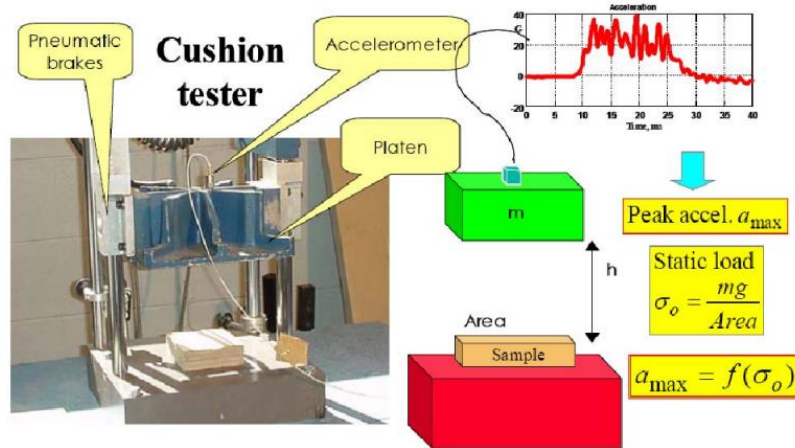 Pneumatic
brakes
Cushion
tester
Accelerometer
Platen
Acceleration
40
G
20
0
-20
0 5 10 15 20 25 30 35 40
Time, ms
m
h
Area
Sample
Peak accel. a_max
Static load
σ_o = mg / Area
a_max = f(σ_o)